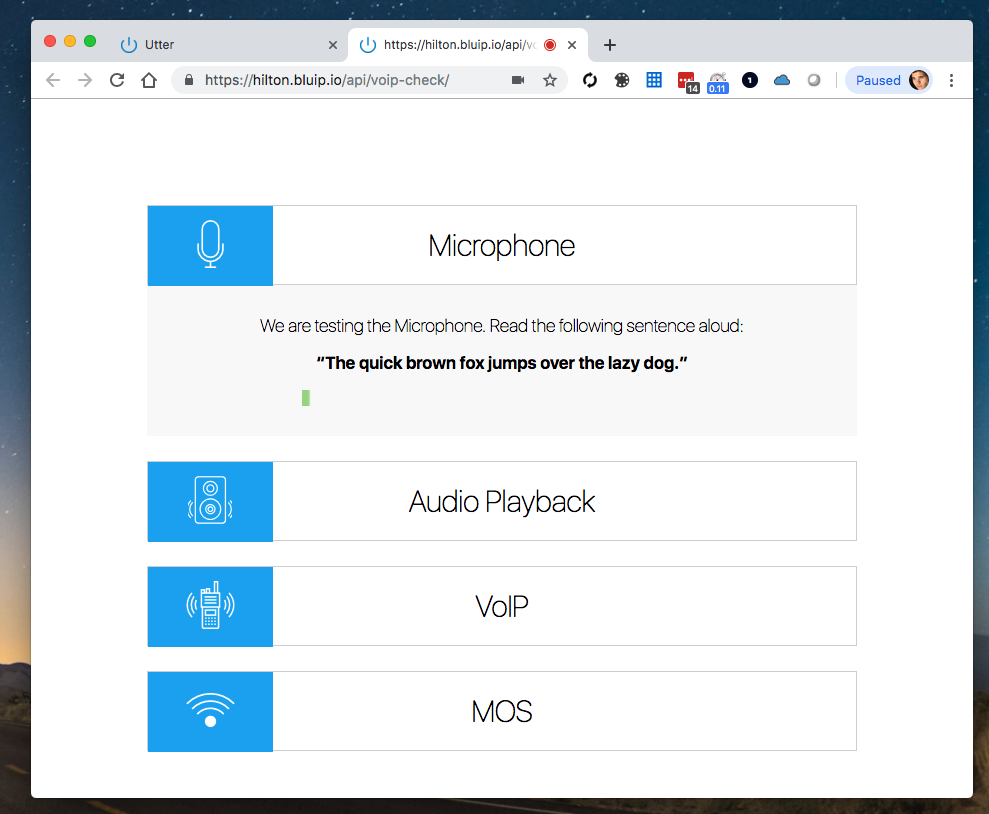 Utter
https://hilton.bluip.io/api/vo
https://hilton.bluip.io/api/voip-check/
14
0.11
1
Paused
Microphone
We are testing the Microphone. Read the following sentence aloud:
“The quick brown fox jumps over the lazy dog.”
Audio Playback
VoIP
MOS